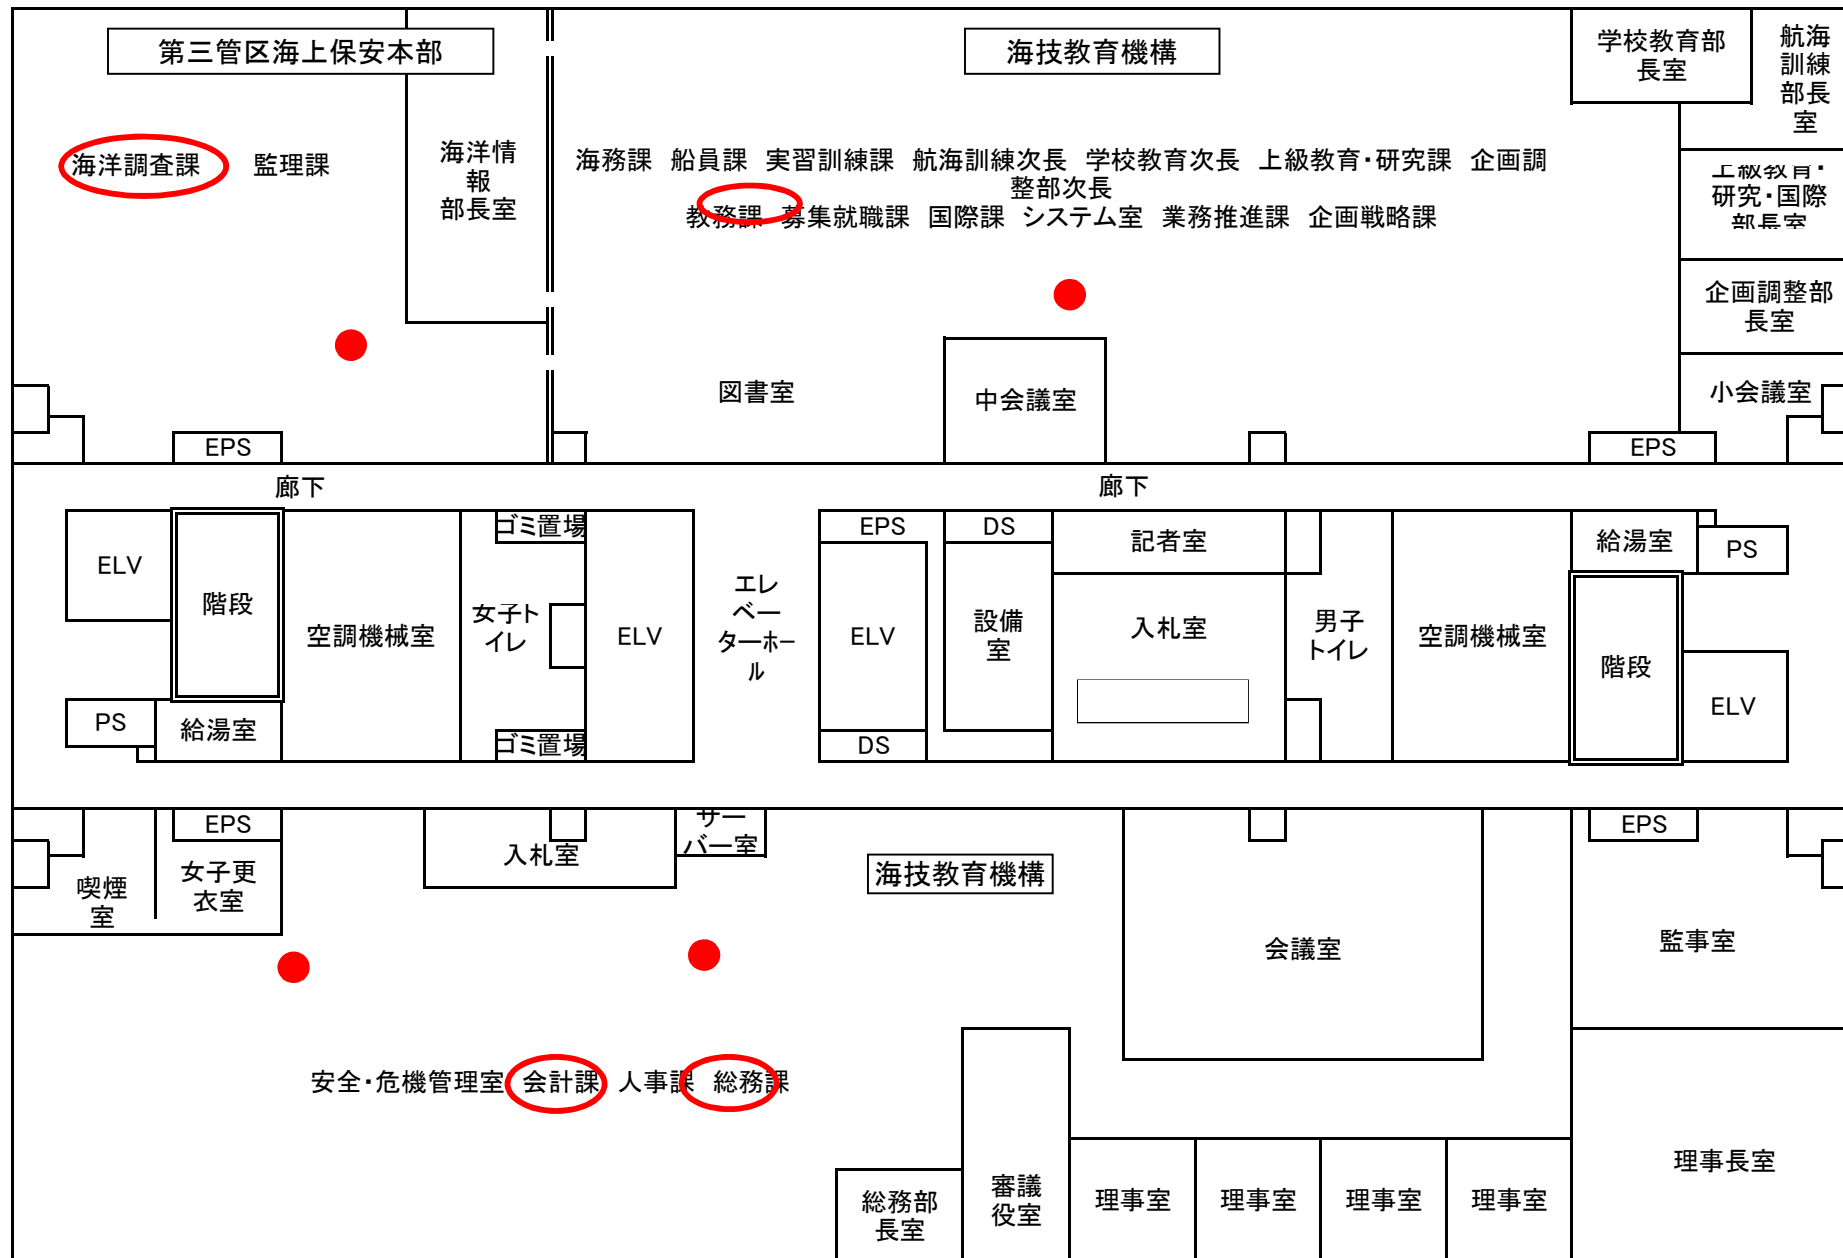 第三管区海上保安本部
海技教育機構
学校教育部
長室
航海
訓練
部長
室
海洋調査課 監理課
海洋情
報
部長室
海務課 船員課 実習訓練課 航海訓練次長 学校教育次長 上級教育・研究課 企画調
整部次長
教務課 募集就職課 国際課 システム室 業務推進課 企画戦略課
上級教育・
研究・国際
部長室
企画調整部
長室
図書室
中会議室
小会議室
EPS
EPS
廊下
廊下
ELV
階段
空調機械室
女子ト
イレ
ゴミ置場
ELV
エレ
ベー
ターホー
ル
EPS
ELV
DS
DS
設備
室
記者室
入札室
男子
トイレ
空調機械室
給湯室
PS
階段
ELV
PS
給湯室
ゴミ置場
EPS
喫煙
室
女子更
衣室
入札室
サー
バー室
海技教育機構
会議室
EPS
監事室
安全・危機管理室 会計課 人事課 総務課
総務部
長室
審議
役室
理事室
理事室
理事室
理事室
理事長室